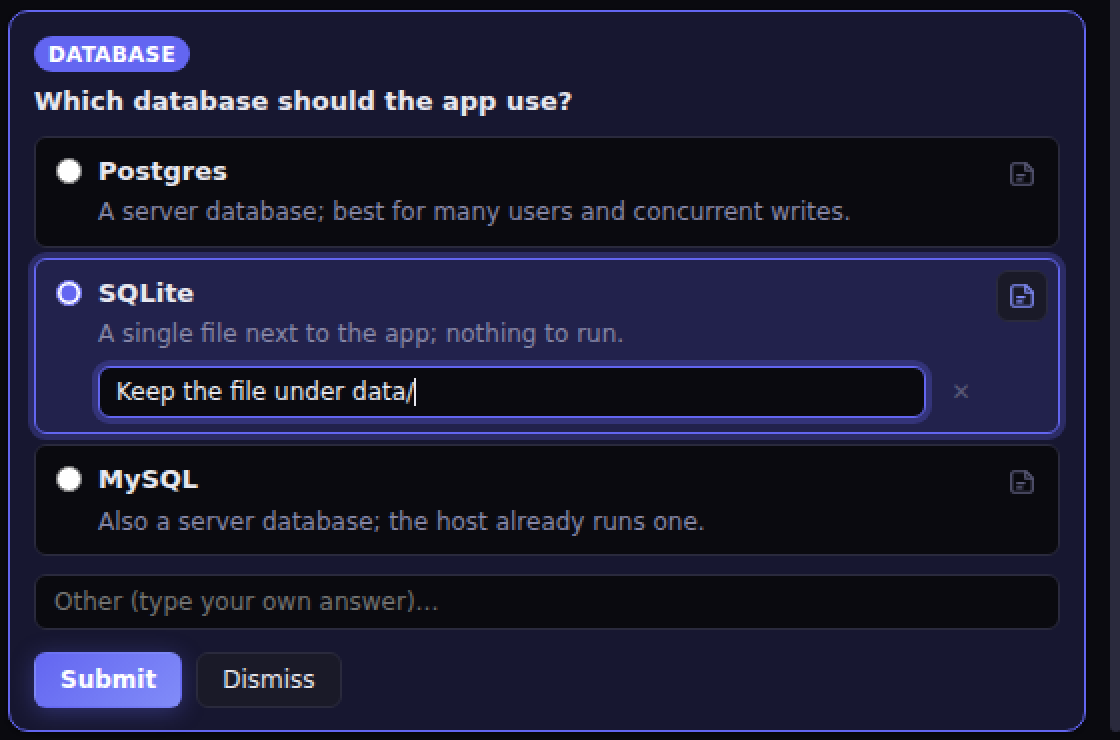 DATABASE
Which database should the app use?
Postgres
A server database; best for many users and concurrent writes.
SQLite
A single file next to the app; nothing to run.
Keep the file under data/
×
MySQL
Also a server database; the host already runs one.
Other (type your own answer)...
Submit Dismiss